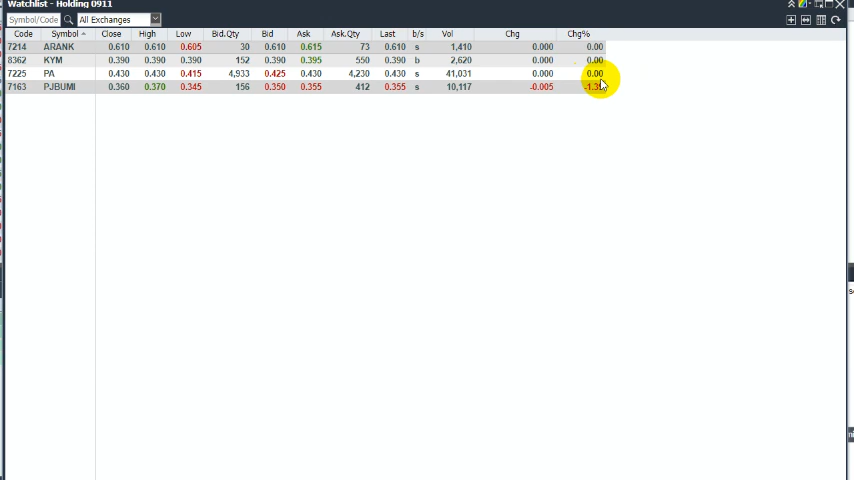 Watchlist - Holding 0911
Symbol/Code All Exchanges
Code Symbol Close High Low Bid.Qty Bid Ask Ask.Qty Last b/s Vol Chg Chg%
7214 ARANK 0.610 0.610 0.605 30 0.610 0.615 73 0.610 s 1,410 0.000 0.00
8362 KYM 0.390 0.390 0.390 152 0.390 0.395 550 0.390 b 2,620 0.000 0.00
7225 PA 0.430 0.430 0.415 4,933 0.425 0.430 4,230 0.430 s 41,031 0.000 0.00
7163 PJBUMI 0.360 0.370 0.345 156 0.350 0.355 412 0.355 s 10,117 -0.005